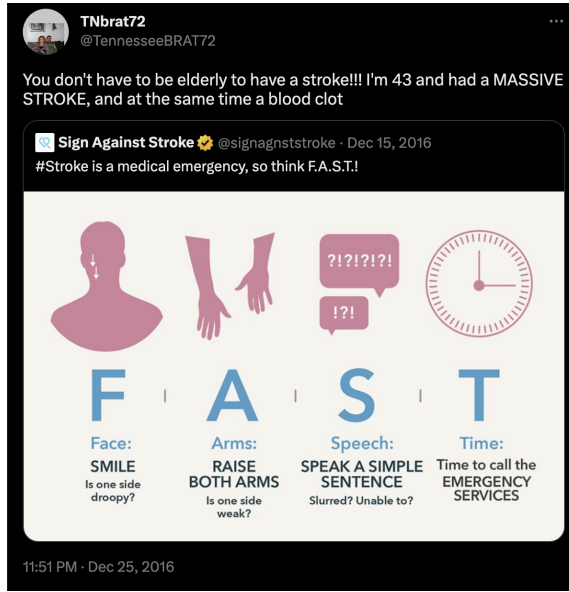 TNbrat72
@TennesseeBRAT72
You don't have to be elderly to have a stroke!!! I'm 43 and had a MASSIVE
STROKE, and at the same time a blood clot
Sign Against Stroke @signagnststroke · Dec 15, 2016
#Stroke is a medical emergency, so think F.A.S.T.!
?!?!?!?!
!?!
F | A | S | T
Face: Arms: Speech: Time:
SMILE
Is one side
droopy?
RAISE
BOTH ARMS
Is one side
weak?
SPEAK A SIMPLE
SENTENCE
Slurred? Unable to?
Time to call the
EMERGENCY
SERVICES
11:51 PM · Dec 25, 2016